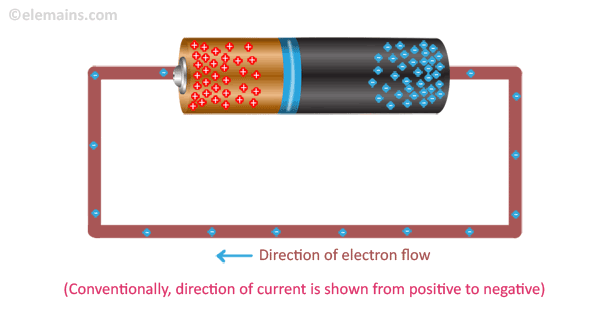 ©elemains.com
Direction of electron flow
(Conventionally, direction of current is shown from positive to negative)